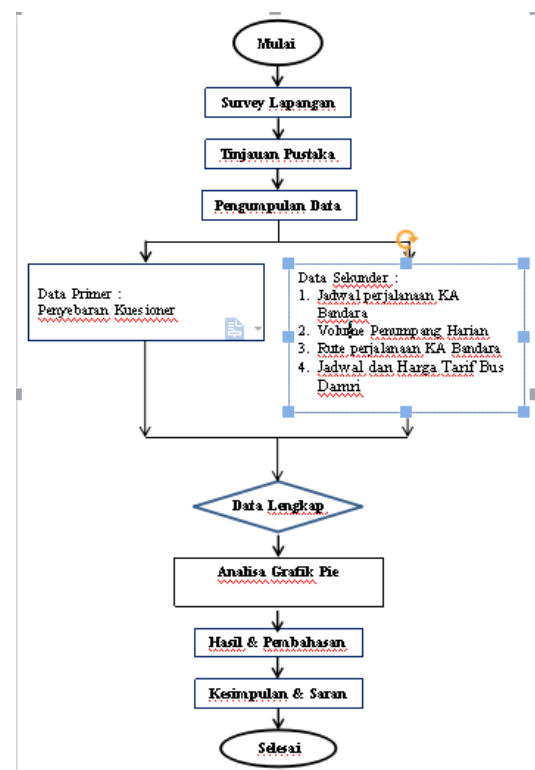 Mulai
Survey Lapangan
Tinjauan Pustaka
Pengumpulan Data
Data Primer :
Penyebaran Kuesioner
Data Sekunder :
1. Jadwal perjalanaan KA
Bandara
2. Volume Penumpang Harian
3. Rute perjalanaan KA Bandara
4. Jadwal dan Harga Tarif Bus
Damri
Data Lengkap
Analisa Grafik Pie
Hasil & Pembahasan
Kesimpulan & Saran
Selesai